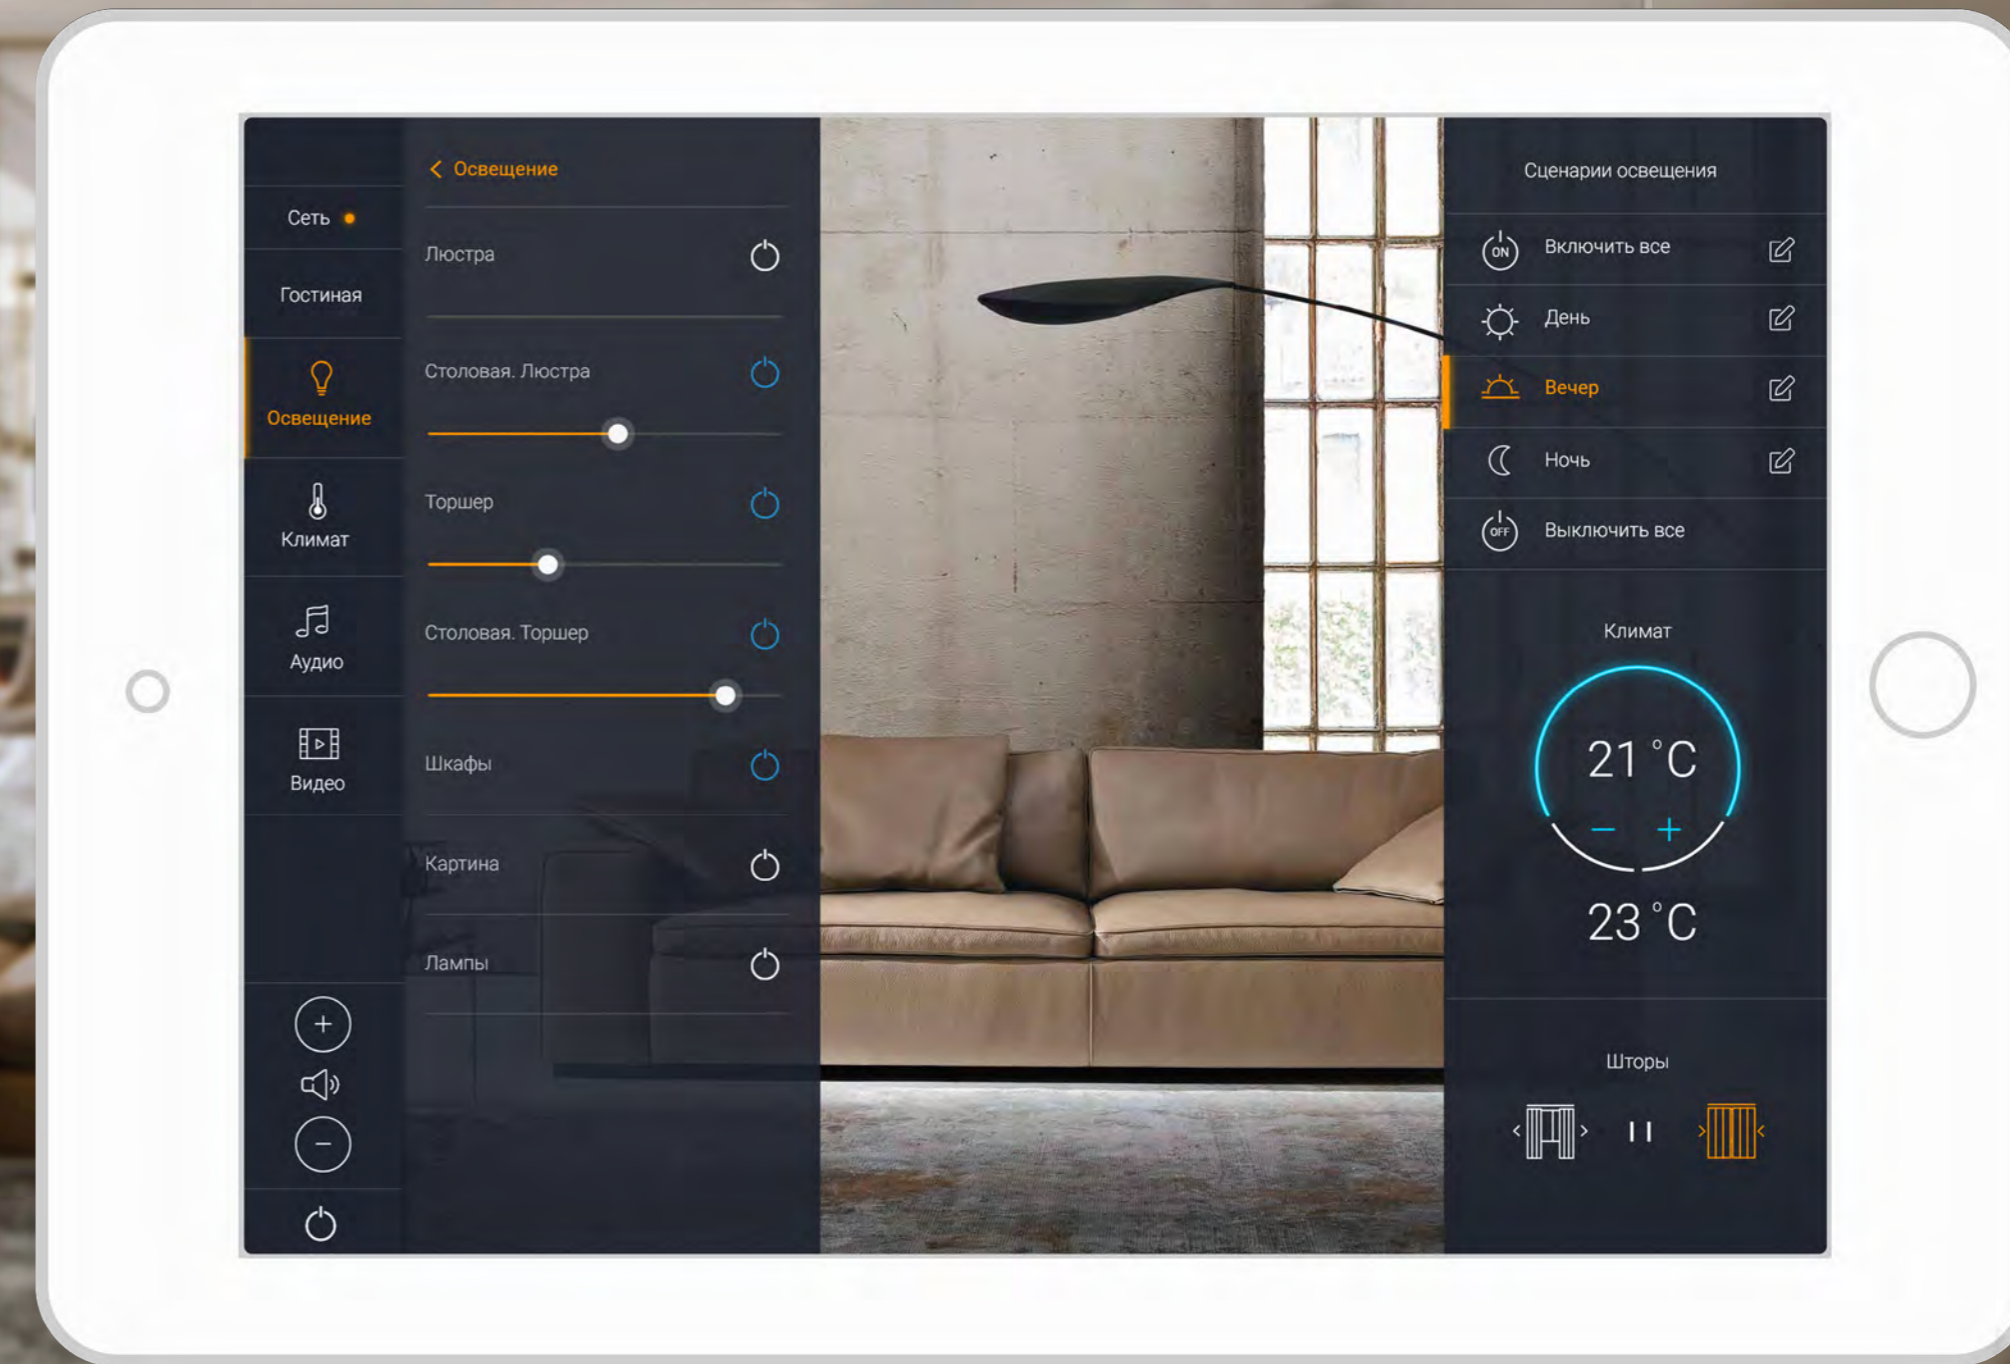 Сеть
Гостиная
Освещение
Климат
Аудио
Видео
Освещение
Люстра
Столовая. Люстра
Торшер
Столовая. Торшер
Шкафы
Картина
Лампы
Сценарии освещения
ON Включить все
День
Вечер
Ночь
OFF Выключить все
Климат
21 °C
− +
23 °C
Шторы